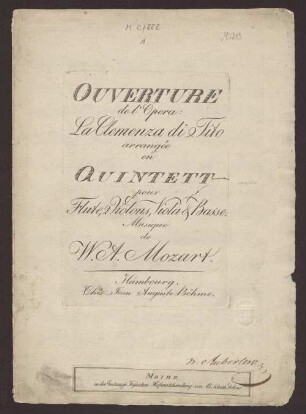 OUVERTURE
de l'Opera:
La Clemenza di Tito
arrangée
en
QUINTETT
pour
Flute, 2 Violons, Viola & Basse.
Musique
de
W. A. Mozart.
Hambourg,
Chez Jean Auguste Böhme.
Mainz